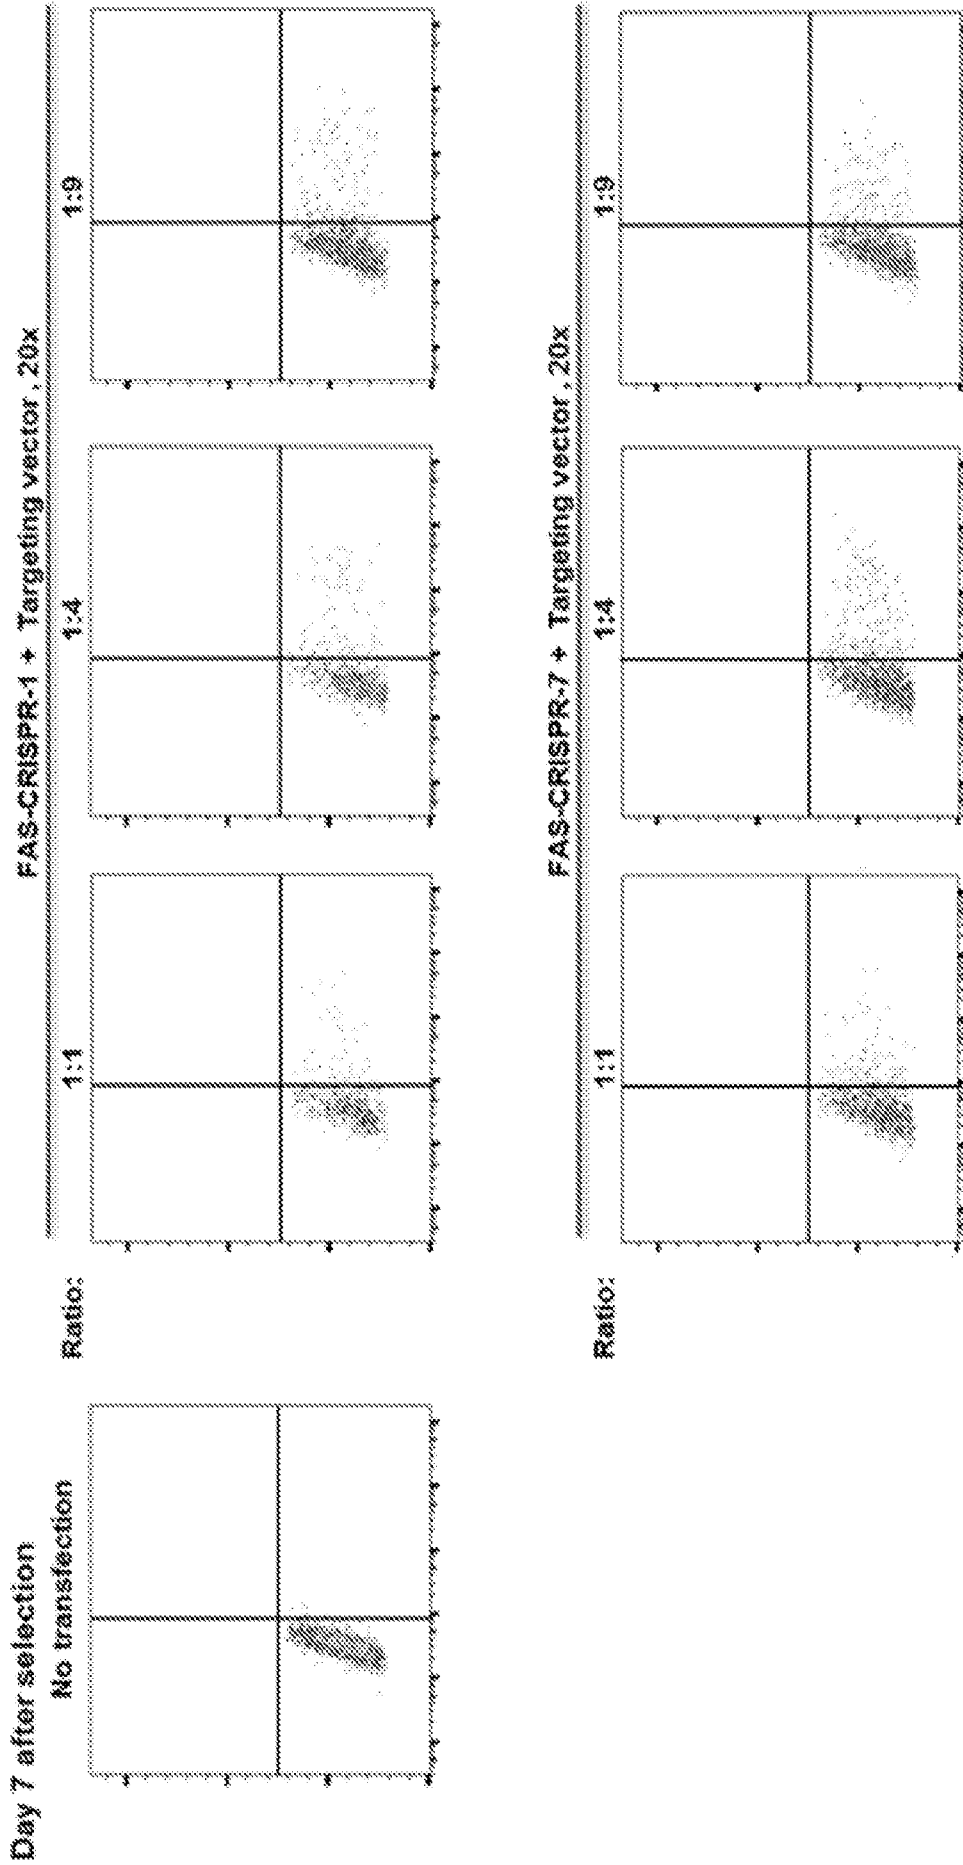 Day 7 after selection
No transfection
FAS-CRISPR-1 + Targeting vector, 20x
Ratio:
1:1
1:4
1:9
FAS-CRISPR-7 + Targeting vector, 20x
Ratio:
1:1
1:4
1:9